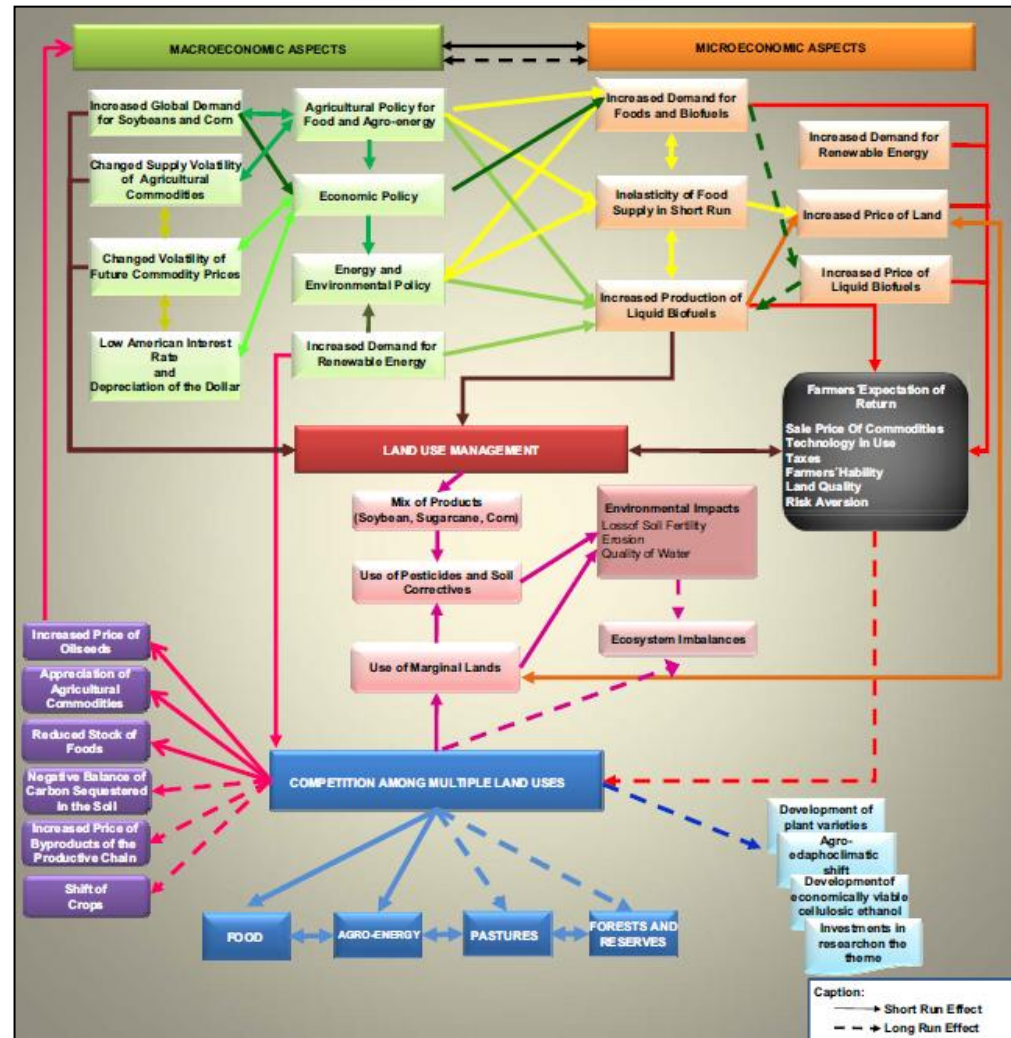 MACROECONOMIC ASPECTS
MICROECONOMIC ASPECTS
Increased Global Demand
for Soybeans and Corn
Agricultural Policy for
Food and Agro-energy
Increased Demand for
Foods and Biofuels
Increased Demand for
Renewable Energy
Changed Supply Volatility
of Agricultural
Commodities
Economic Policy
Inelasticity of Food
Supply in Short Run
Increased Price of Land
Changed Volatility of
Future Commodity Prices
Energy and
Environmental Policy
Increased Production of
Liquid Biofuels
Increased Price of
Liquid Biofuels
Low American Interest
Rate
and
Depreciation of the Dollar
Increased Demand for
Renewable Energy
Farmers´Expectation of
Return
Sale Price Of Commodities
Technology in Use
Taxes
Farmers´Hability
Land Quality
Risk Aversion
LAND USE MANAGEMENT
Mix of Products
(Soybean, Sugarcane, Corn)
Environmental Impacts
Lossof Soil Fertility
Erosion
Quality of Water
Use of Pesticides and Soil
Correctives
Ecosystem Imbalances
Use of Marginal Lands
Increased Price of
Oilseeds
Appreciation of
Agricultural
Commodities
Reduced Stock of
Foods
Negative Balance of
Carbon Sequestered
in the Soil
Increased Price of
Byproducts of the
Productive Chain
Shift of
Crops
COMPETITION AMONG MULTIPLE LAND USES
Development of
plant varieties
Agro-
edaphoclimatic
shift
Developmentof
economically viable
cellulosic ethanol
Investments in
researchon the
theme
FOOD
AGRO-ENERGY
PASTURES
FORESTS AND
RESERVES
Caption:
Short Run Effect
Long Run Effect